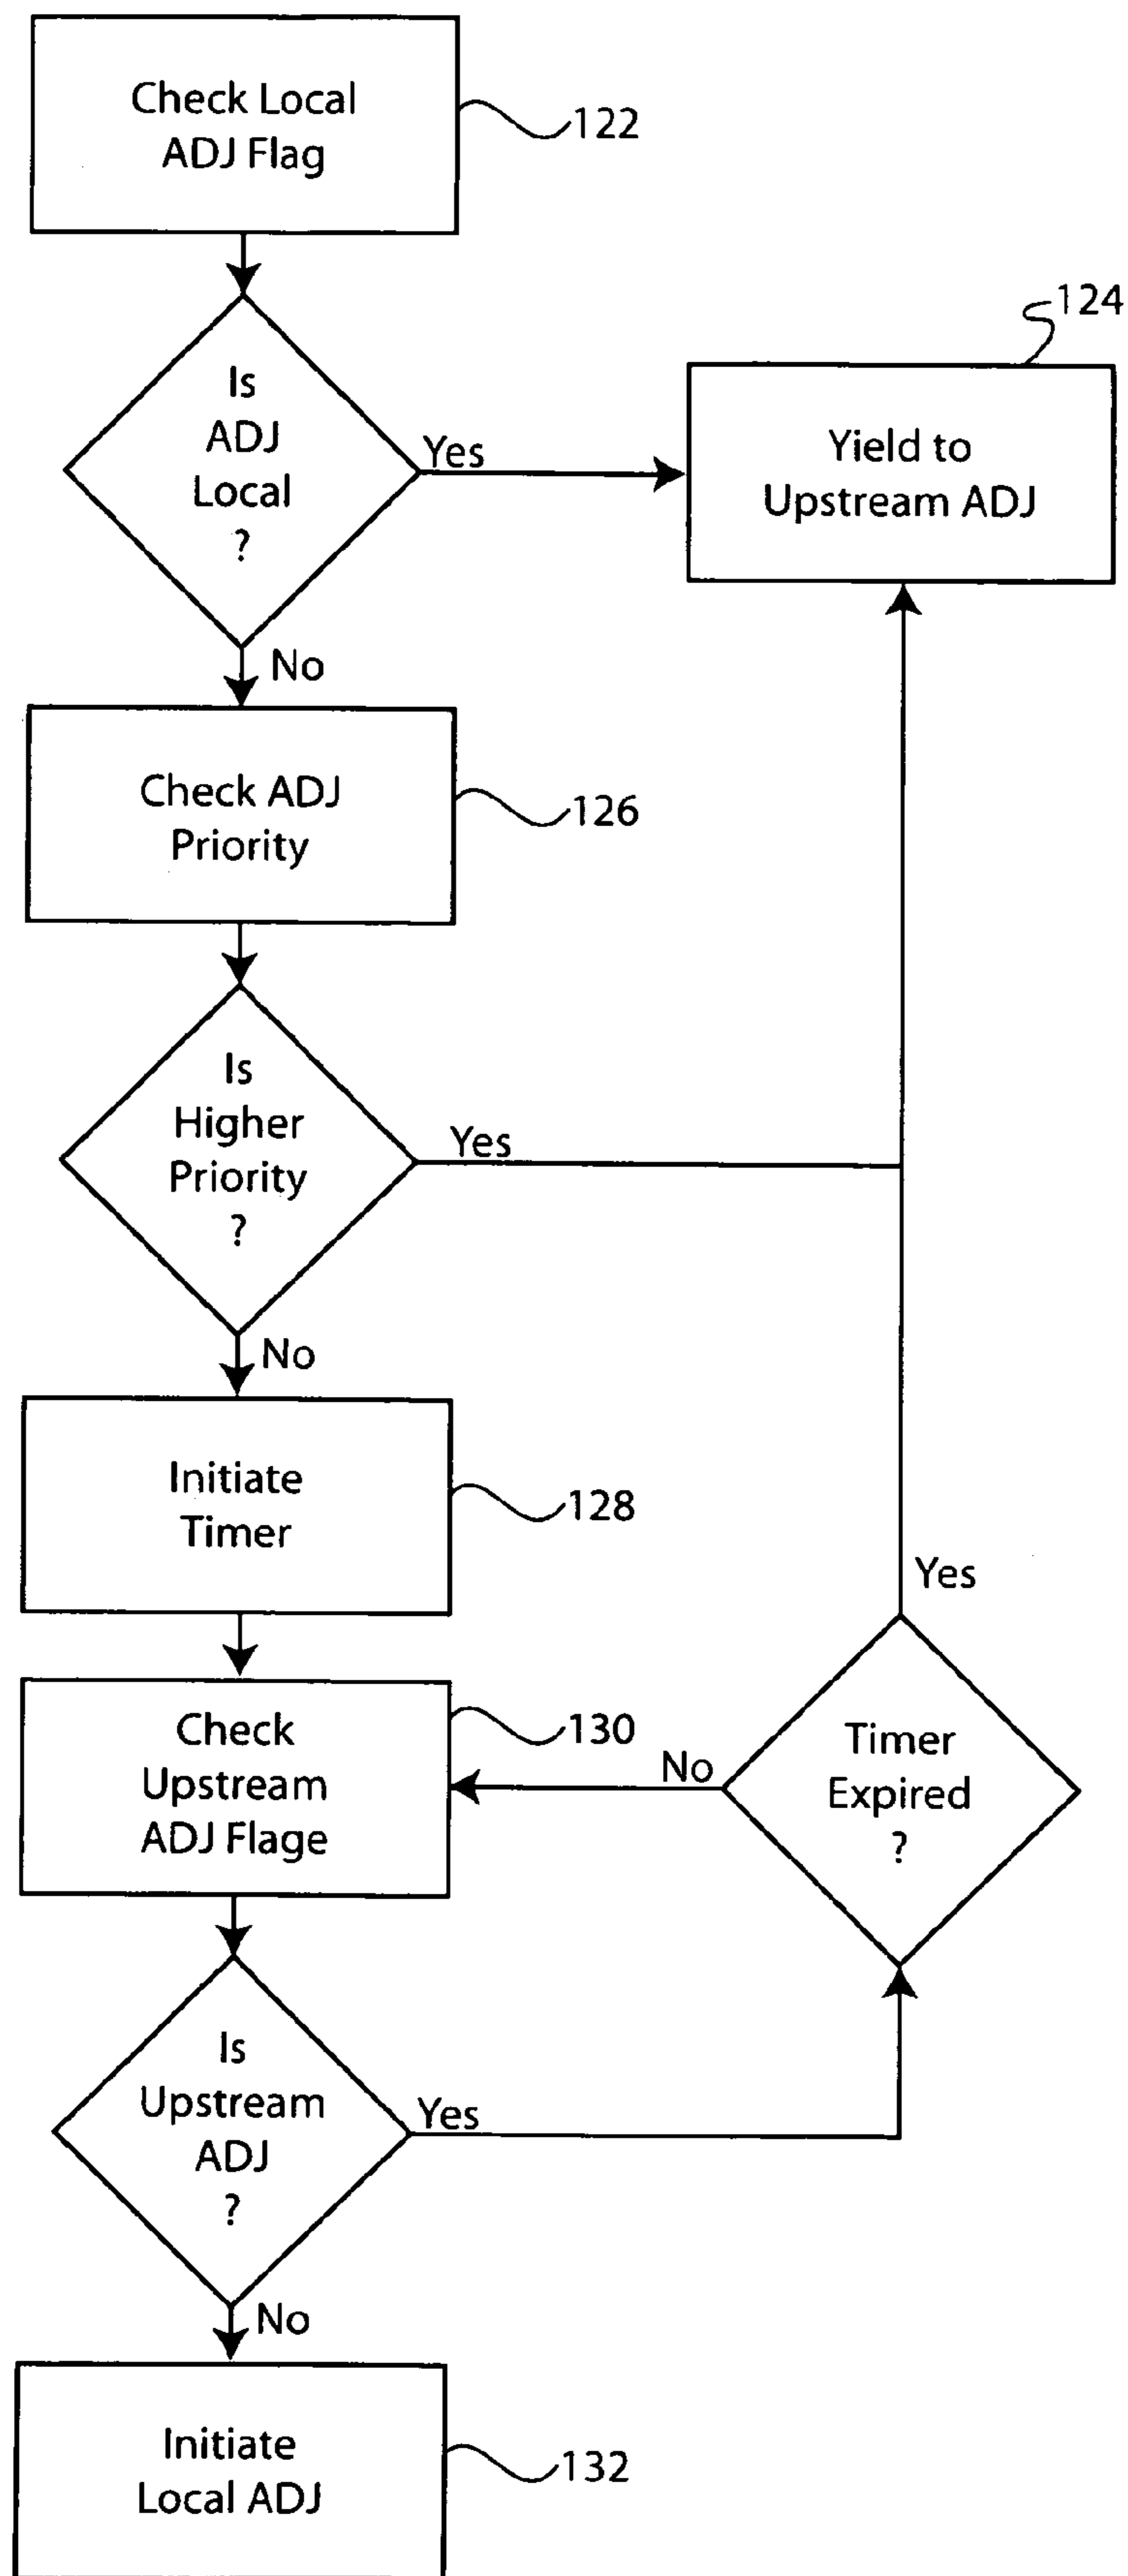 Check Local
ADJ Flag
122
Is
ADJ
Local
?
Yes
124
Yield to
Upstream ADJ
No
Check ADJ
Priority
126
Is
Higher
Priority
?
Yes
No
Initiate
Timer
128
Yes
Check
Upstream
ADJ Flage
130
No
Timer
Expired
?
Is
Upstream
ADJ
?
Yes
No
Initiate
Local ADJ
132